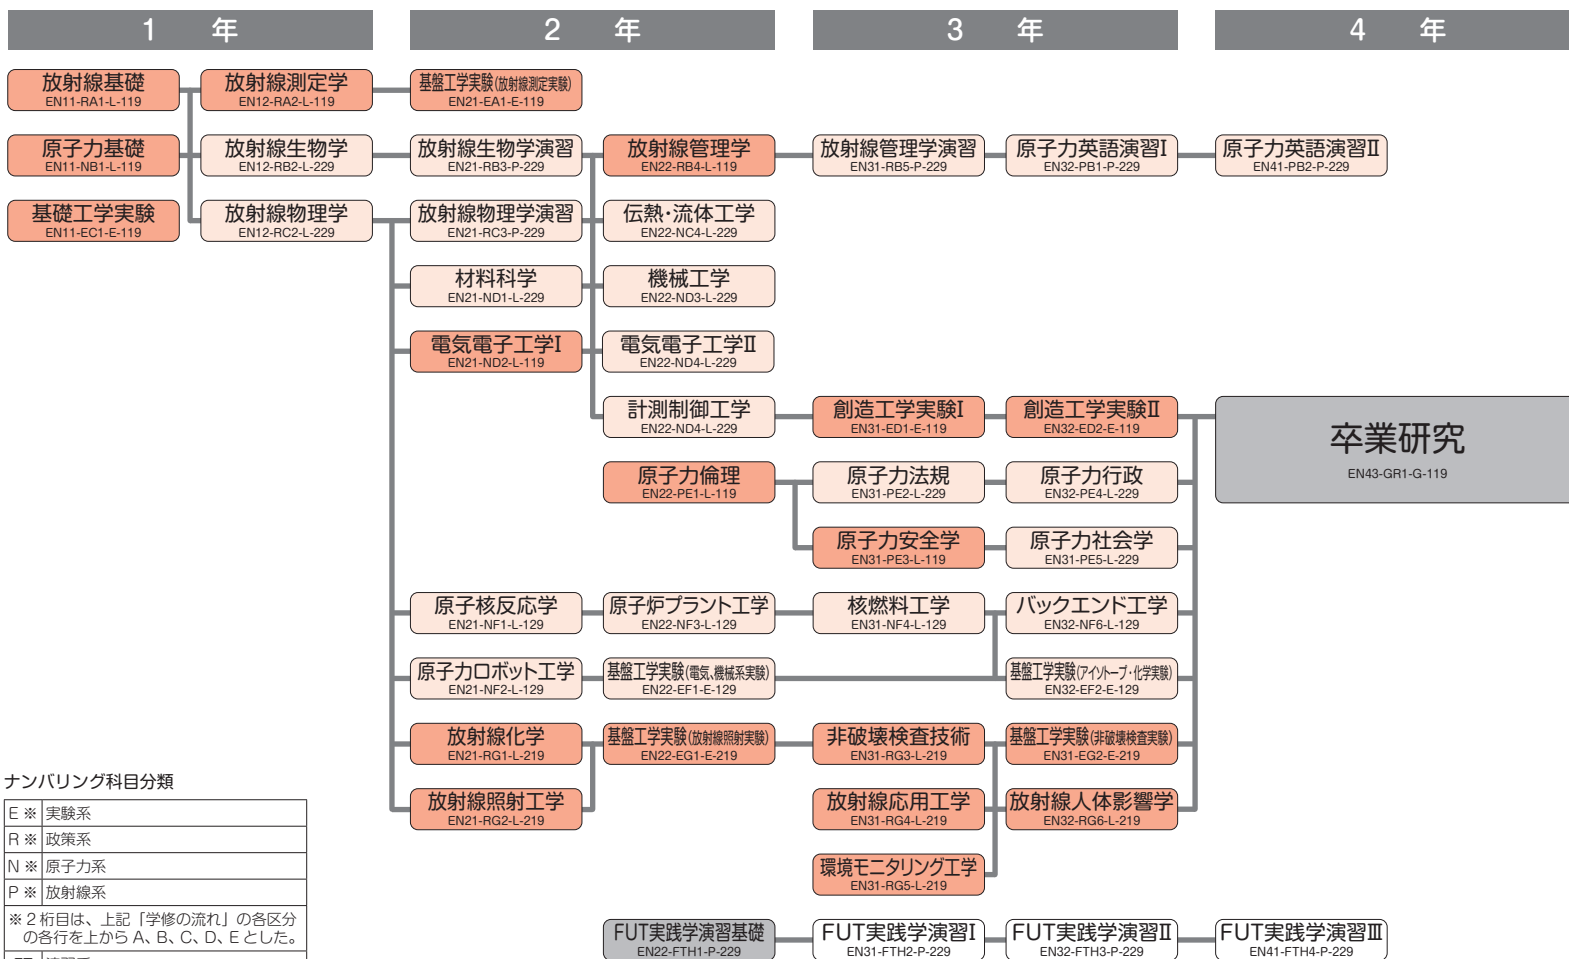 1 年
2 年
3 年
4 年
放射線基礎
EN11-RA1-L-119
放射線測定学
EN12-RA2-L-119
基盤工学実験(放射線測定実験)
EN21-EA1-E-119
原子力基礎
EN11-NB1-L-119
放射線生物学
EN12-RB2-L-229
放射線生物学演習
EN21-RB3-P-229
放射線管理学
EN22-RB4-L-119
放射線管理学演習
EN31-RB5-P-229
原子力英語演習Ⅰ
EN32-PB1-P-229
原子力英語演習Ⅱ
EN41-PB2-P-229
基礎工学実験
EN11-EC1-E-119
放射線物理学
EN12-RC2-L-229
放射線物理学演習
EN21-RC3-P-229
伝熱・流体工学
EN22-NC4-L-229
材料科学
EN21-ND1-L-229
機械工学
EN22-ND3-L-229
電気電子工学Ⅰ
EN21-ND2-L-119
電気電子工学Ⅱ
EN22-ND4-L-229
計測制御工学
EN22-ND4-L-229
創造工学実験Ⅰ
EN31-ED1-E-119
創造工学実験Ⅱ
EN32-ED2-E-119
卒業研究
EN43-GR1-G-119
原子力倫理
EN22-PE1-L-119
原子力法規
EN31-PE2-L-229
原子力行政
EN32-PE4-L-229
原子力安全学
EN31-PE3-L-119
原子力社会学
EN31-PE5-L-229
原子核反応学
EN21-NF1-L-129
原子炉プラント工学
EN22-NF3-L-129
核燃料工学
EN31-NF4-L-129
バックエンド工学
EN32-NF6-L-129
原子力ロボット工学
EN21-NF2-L-129
基盤工学実験(電気、機械系実験)
EN22-EF1-E-129
基盤工学実験(アイソトープ・化学実験)
EN32-EF2-E-129
放射線化学
EN21-RG1-L-219
基盤工学実験(放射線照射実験)
EN22-EG1-E-219
非破壊検査技術
EN31-RG3-L-219
基盤工学実験(非破壊検査実験)
EN31-EG2-E-219
放射線照射工学
EN21-RG2-L-219
放射線応用工学
EN31-RG4-L-219
放射線人体影響学
EN32-RG6-L-219
環境モニタリング工学
EN31-RG5-L-219
FUT実践学演習基礎
EN22-FTH1-P-229
FUT実践学演習Ⅰ
EN31-FTH2-P-229
FUT実践学演習Ⅱ
EN32-FTH3-P-229
FUT実践学演習Ⅲ
EN41-FTH4-P-229
ナンバリング科目分類
E ※ 実験系
R ※ 政策系
N ※ 原子力系
P ※ 放射線系
※2桁目は、上記「学修の流れ」の各区分
の各行を上から A、B、C、D、E とした。